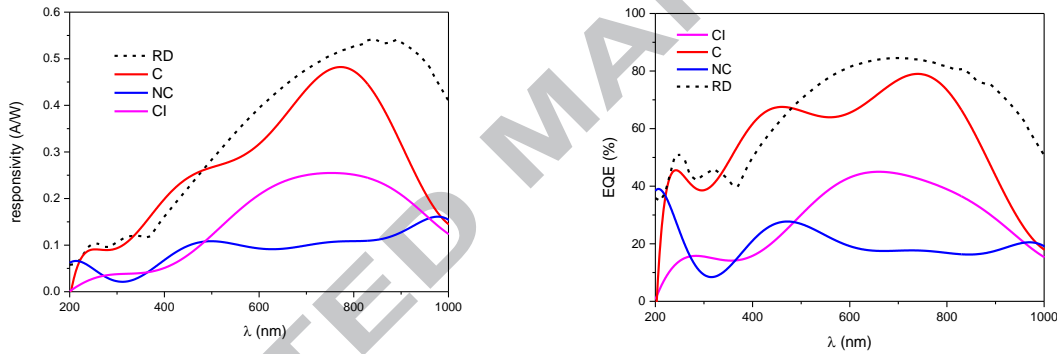 0.6
0.5
0.4
0.3
0.2
0.1
0.0
responsivity (A/W)
RD
C
NC
CI
200
400
600
800
1000
λ (nm)
100
80
60
40
20
0
EQE (%)
CI
C
NC
RD
200
400
600
800
1000
λ (nm)
TED MA